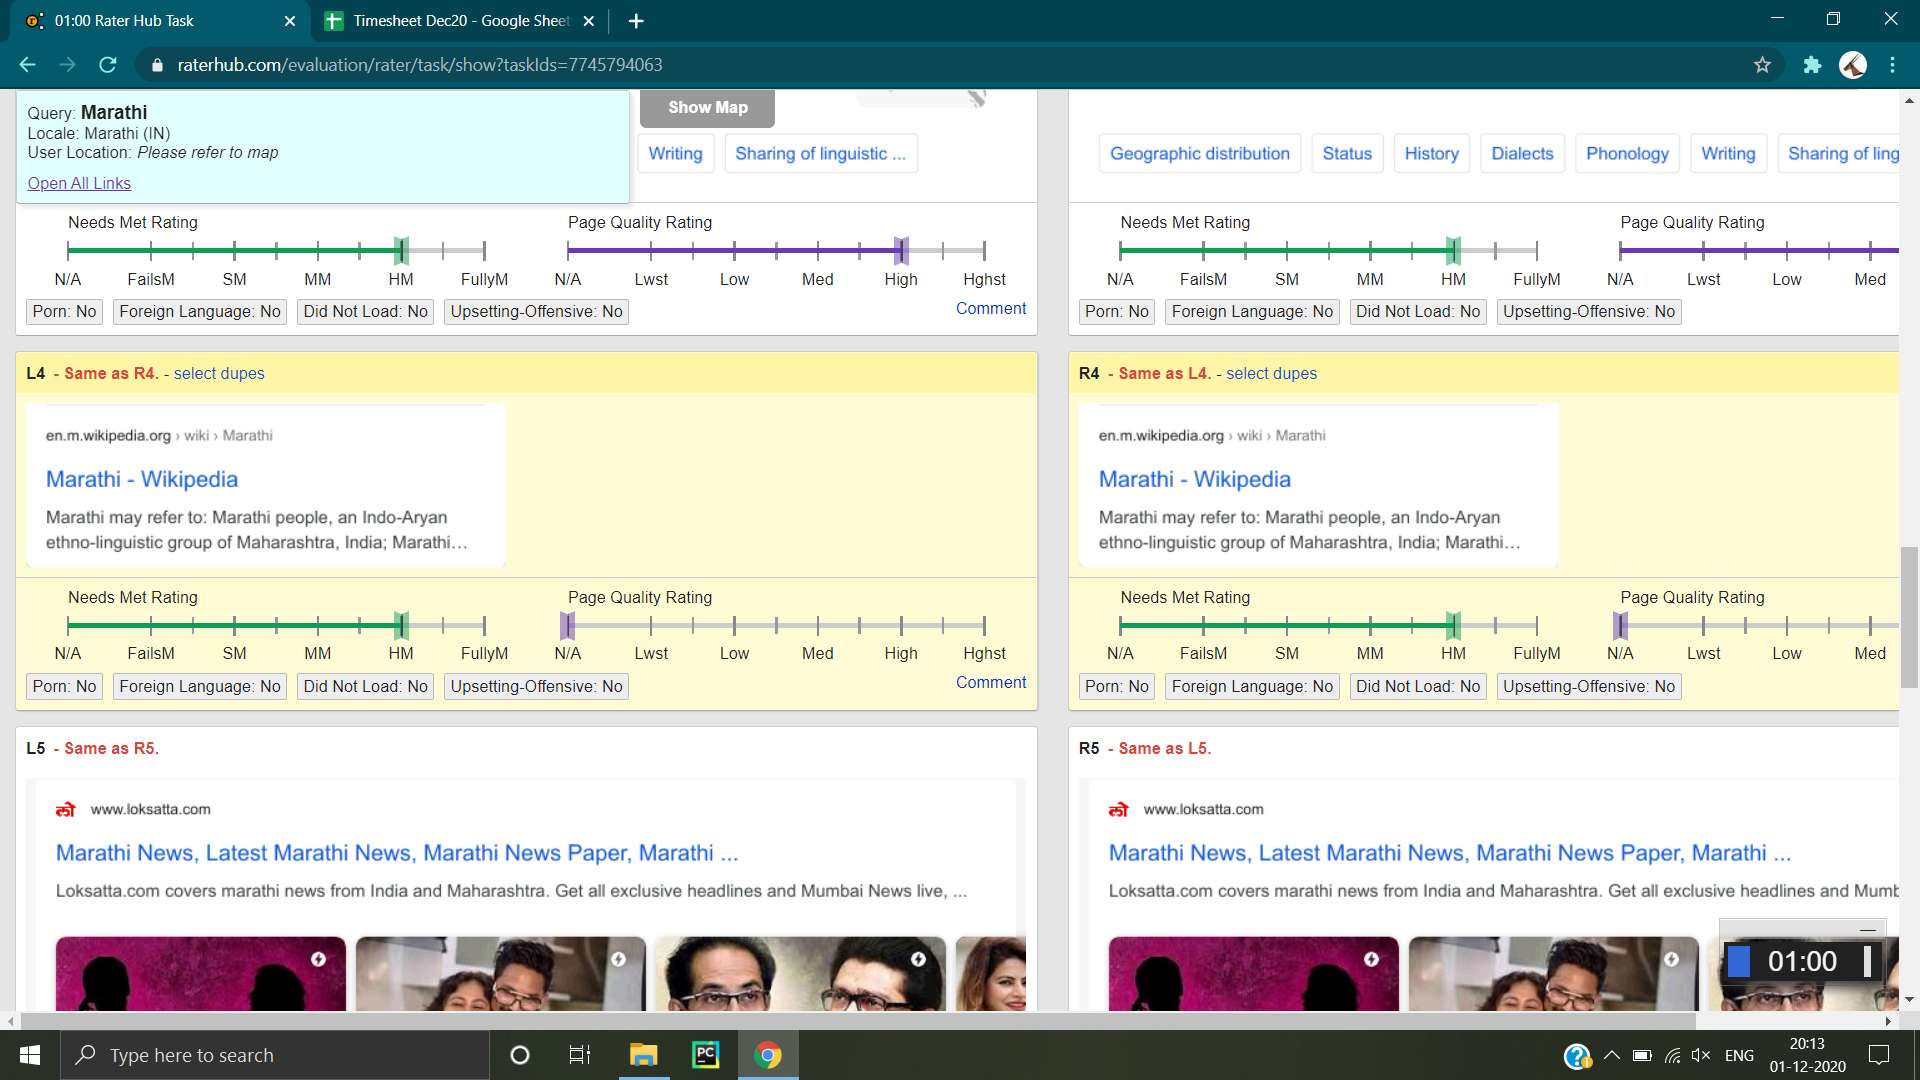 01:00 Rater Hub Task
Timesheet Dec20 - Google Sheet
raterhub.com/evaluation/rater/task/show?taskIds=7745794063
Query: Marathi
Locale: Marathi (IN)
User Location: Please refer to map
Open All Links
Show Map
Writing
Sharing of linguistic ...
Geographic distribution
Status
History
Dialects
Phonology
Writing
Sharing of ling
Needs Met Rating
N/A FailsM SM MM HM FullyM
Page Quality Rating
N/A Lwst Low Med High Hghst
Porn: No
Foreign Language: No
Did Not Load: No
Upsetting-Offensive: No
Comment
Needs Met Rating
N/A FailsM SM MM HM FullyM
Page Quality Rating
N/A Lwst Low Med
Porn: No
Foreign Language: No
Did Not Load: No
Upsetting-Offensive: No
L4 - Same as R4. - select dupes
en.m.wikipedia.org › wiki › Marathi
Marathi - Wikipedia
Marathi may refer to: Marathi people, an Indo-Aryan
ethno-linguistic group of Maharashtra, India; Marathi...
Needs Met Rating
N/A FailsM SM MM HM FullyM
Page Quality Rating
N/A Lwst Low Med High Hghst
Porn: No
Foreign Language: No
Did Not Load: No
Upsetting-Offensive: No
Comment
R4 - Same as L4. - select dupes
en.m.wikipedia.org › wiki › Marathi
Marathi - Wikipedia
Marathi may refer to: Marathi people, an Indo-Aryan
ethno-linguistic group of Maharashtra, India; Marathi...
Needs Met Rating
N/A FailsM SM MM HM FullyM
Page Quality Rating
N/A Lwst Low Med
Porn: No
Foreign Language: No
Did Not Load: No
Upsetting-Offensive: No
L5 - Same as R5.
लो www.loksatta.com
Marathi News, Latest Marathi News, Marathi News Paper, Marathi ...
Loksatta.com covers marathi news from India and Maharashtra. Get all exclusive headlines and Mumbai News live, ...
R5 - Same as L5.
लो www.loksatta.com
Marathi News, Latest Marathi News, Marathi News Paper, Marathi ...
Loksatta.com covers marathi news from India and Maharashtra. Get all exclusive headlines and Mumb
01:00
Type here to search
PC
ENG
20:13
01-12-2020